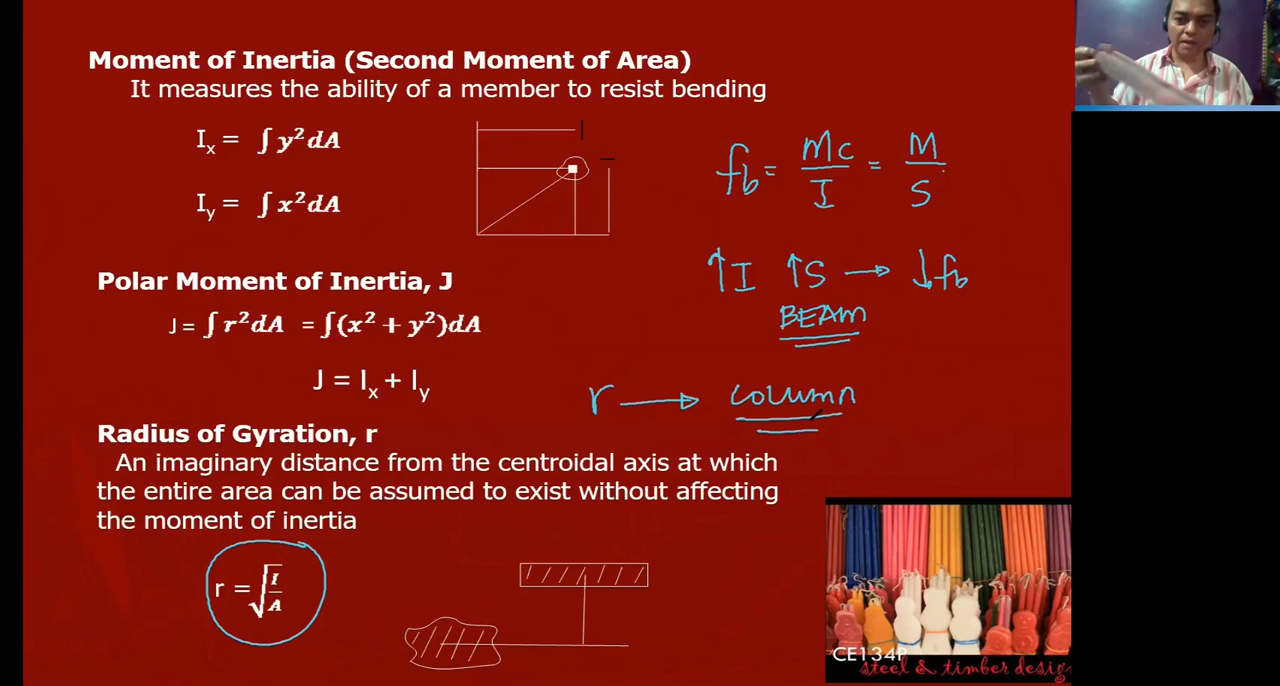 Moment of Inertia (Second Moment of Area)
It measures the ability of a member to resist bending
Iₓ = ∫ y²dA
I_y = ∫ x²dA
fb = Mc/I = M/S
↑I ↑S → ↓fb
BEAM
Polar Moment of Inertia, J
J = ∫ r²dA = ∫(x² + y²)dA
J = Iₓ + I_y
r → COLUMN
Radius of Gyration, r
An imaginary distance from the centroidal axis at which
the entire area can be assumed to exist without affecting
the moment of inertia
r = √(I/A)
CE134P
steel & timber design